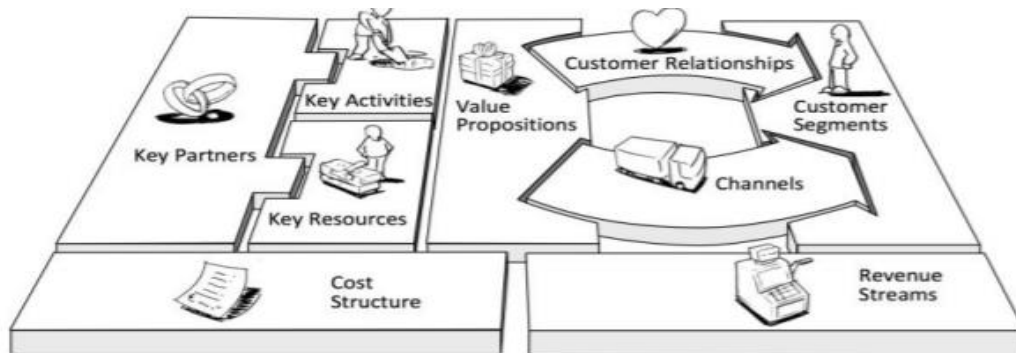 Key Partners
Key Activities
Key Resources
Value
Propositions
Customer Relationships
Channels
Customer
Segments
Cost
Structure
Revenue
Streams